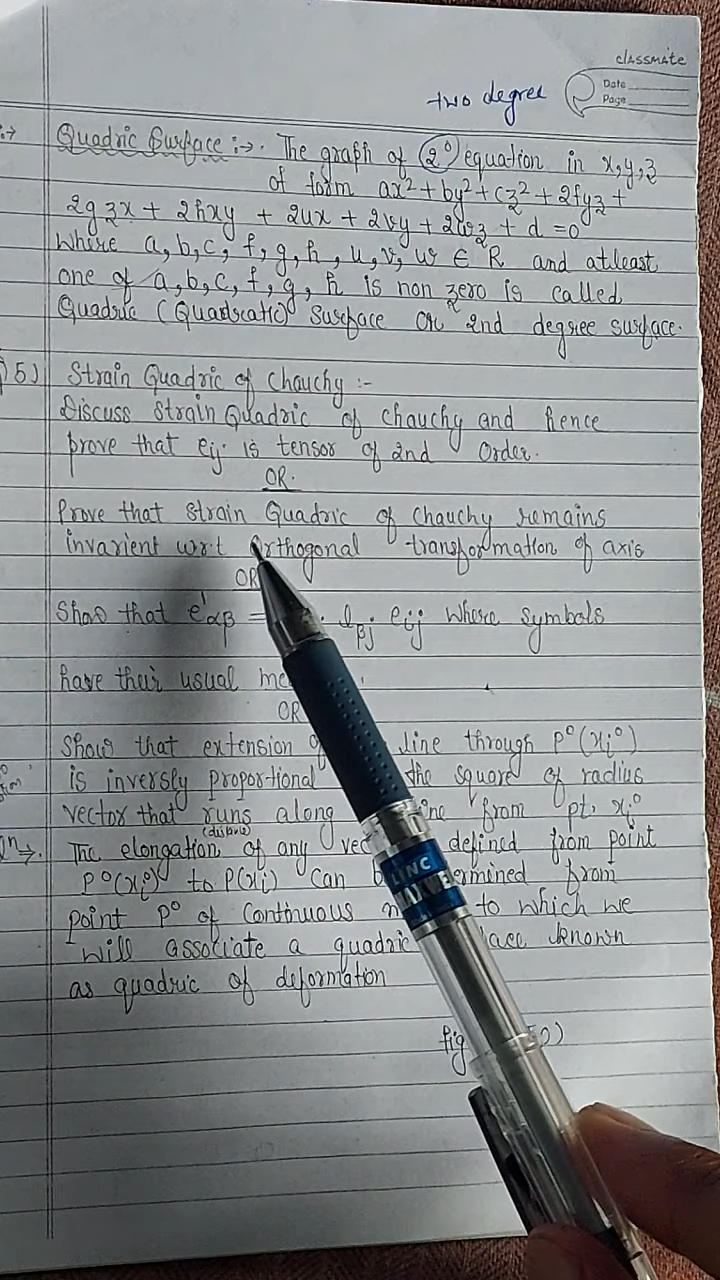 classmate
Date
Page
two degree
Quadric Surface :→. The graph of 2° equation in x,y,z
of form ax² + by² + cz² + 2fyz +
2gzx + 2hxy + 2ux + 2vy + 2wz + d = 0
Where a, b, c, f, g, h, u, v, w ∈ R and atleast
one of a, b, c, f, g, h is non zero is called
Quadric (Quadratic) surface or 2nd degree surface.
5) Strain Quadric of Chauchy :-
Discuss Strain Quadric of Chauchy and hence
prove that eij is tensor of 2nd Order.
OR.
Prove that Strain Quadric of Chauchy remains
invarient wrt Orthogonal transformation of axis
OR
Show that e'αβ = lβj eij Where symbols
have their usual
OR
Show that extension line through P°(xi°)
is inversly proportional the square of radius
vector that runs along from pt. xi°
The elongation of any defined from point
P°(xi°) to P(xi) can from
point P° of Continuous to which we
will associate a quadric known
as quadric of deformation
fig
LINC